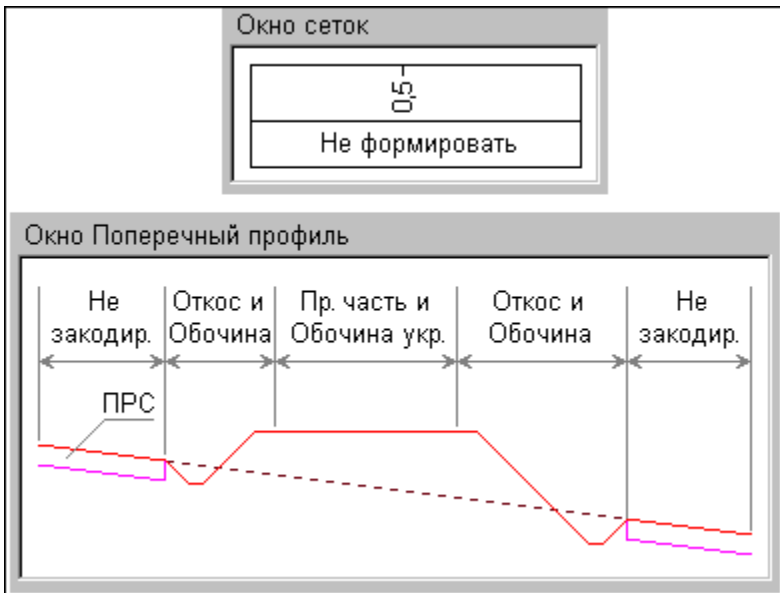 Окно сеток
0,5
Не формировать
Окно Поперечный профиль
Не закодир.
Откос и Обочина
Пр. часть и Обочина укр.
Откос и Обочина
Не закодир.
ПРС